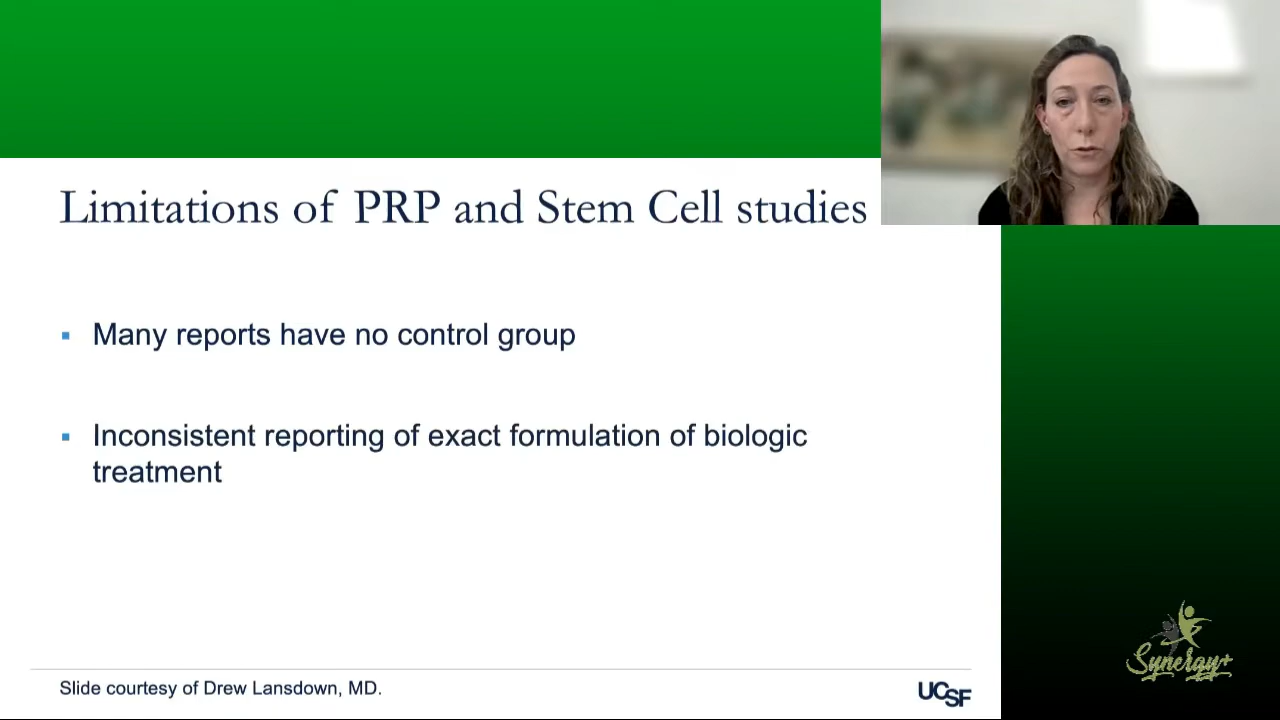 Limitations of PRP and Stem Cell studies
Many reports have no control group
Inconsistent reporting of exact formulation of biologic
treatment
Slide courtesy of Drew Lansdown, MD.
UCSF
Synergy+